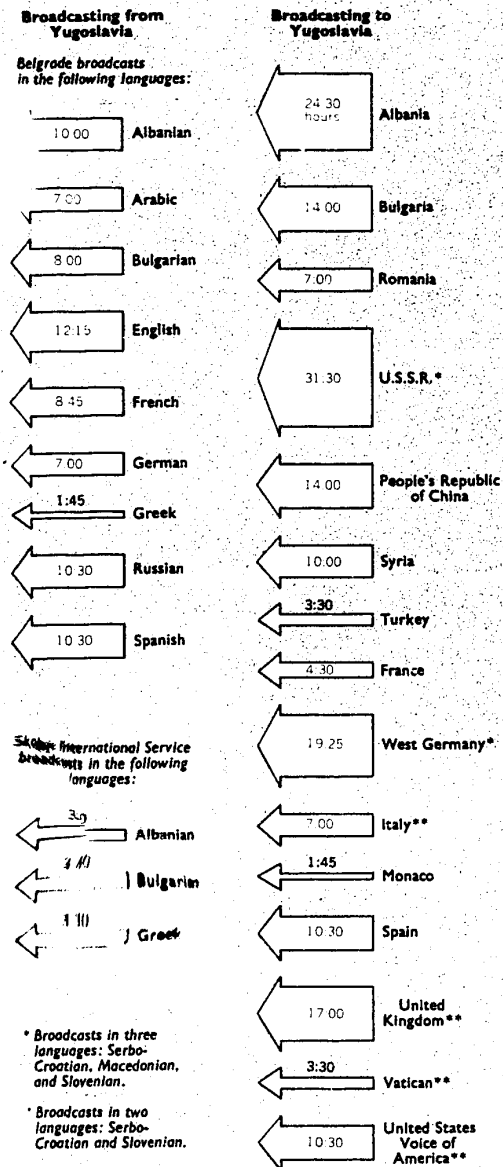 Broadcasting from
Yugoslavia
Belgrade broadcasts
in the following languages:
10:00 Albanian
7:00 Arabic
8:00 Bulgarian
12:15 English
8:45 French
7:00 German
1:45 Greek
10:30 Russian
10:30 Spanish
International Service
broadcasts in the following
languages:
Albanian
Bulgarian
Greek
* Broadcasts in three
languages: Serbo-
Croatian, Macedonian,
and Slovenian.
* Broadcasts in two
languages: Serbo-
Croatian and Slovenian.
Broadcasting to
Yugoslavia
24:30
hours
Albania
14:00 Bulgaria
7:00 Romania
31:30 U.S.S.R.*
14:00 People's Republic
of China
10:00 Syria
3:30 Turkey
4:30 France
19:25 West Germany*
7:00 Italy**
1:45 Monaco
10:30 Spain
17:00 United
Kingdom**
3:30 Vatican**
10:30 United States
Voice of
America**